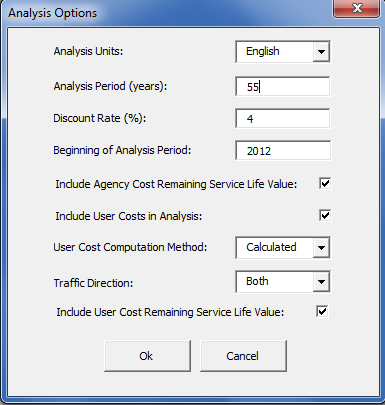 Analysis Options
Analysis Units: English
Analysis Period (years): 55
Discount Rate (%): 4
Beginning of Analysis Period: 2012
Include Agency Cost Remaining Service Life Value:
Include User Costs in Analysis:
User Cost Computation Method: Calculated
Traffic Direction: Both
Include User Cost Remaining Service Life Value:
Ok Cancel